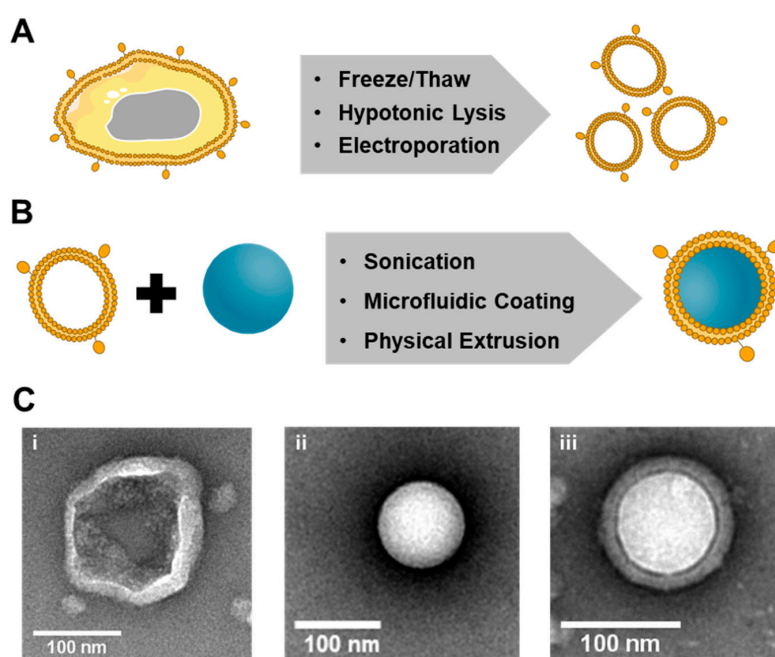 A
• Freeze/Thaw
• Hypotonic Lysis
• Electroporation
B
• Sonication
• Microfluidic Coating
• Physical Extrusion
C
i
ii
iii
100 nm
100 nm
100 nm